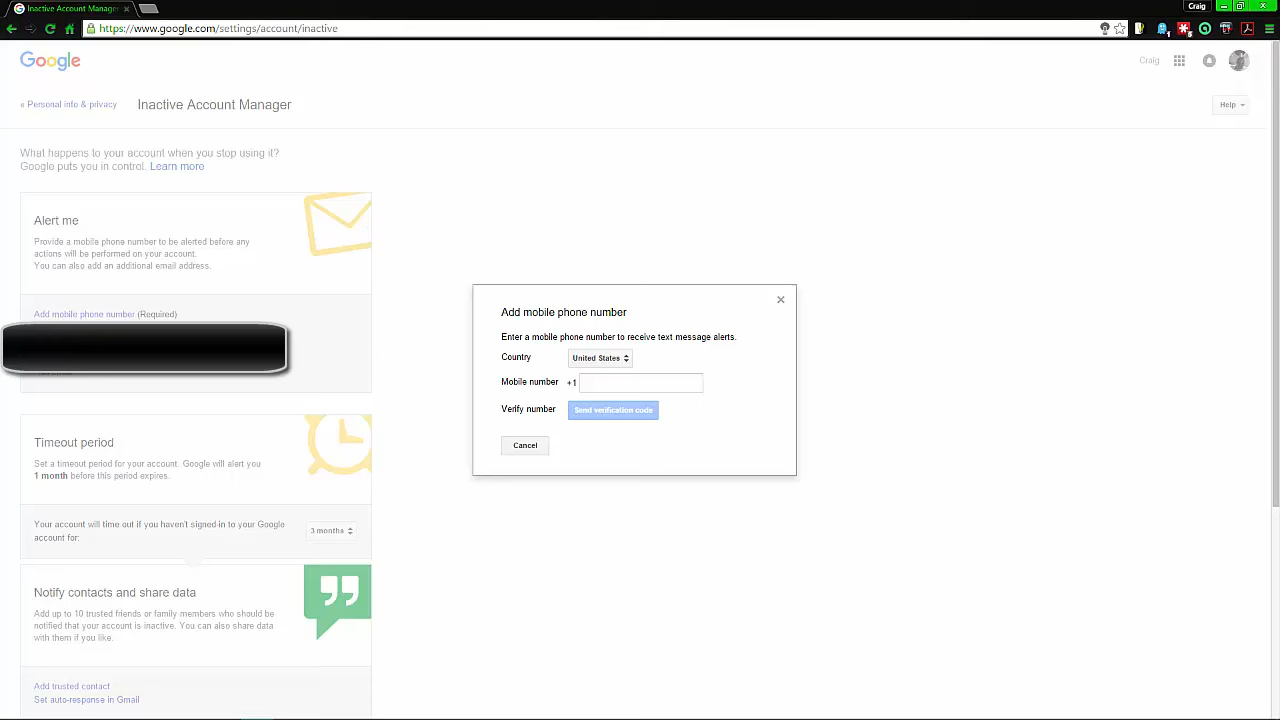 Inactive Account Manager
Craig
https://www.google.com/settings/account/inactive
Google
Craig
« Personal info & privacy
Inactive Account Manager
Help
What happens to your account when you stop using it?
Google puts you in control. Learn more
Alert me
Provide a mobile phone number to be alerted before any
actions will be performed on your account.
You can also add an additional email address.
Add mobile phone number (Required)
Timeout period
Set a timeout period for your account. Google will alert you
1 month before this period expires.
Your account will time out if you haven't signed-in to your Google
account for:
3 months
Notify contacts and share data
Add up to 10 trusted friends or family members who should be
notified that your account is inactive. You can also share data
with them if you like.
Add trusted contact
Set auto-response in Gmail
Add mobile phone number
Enter a mobile phone number to receive text message alerts.
Country
United States
Mobile number
+1
Verify number
Send verification code
Cancel